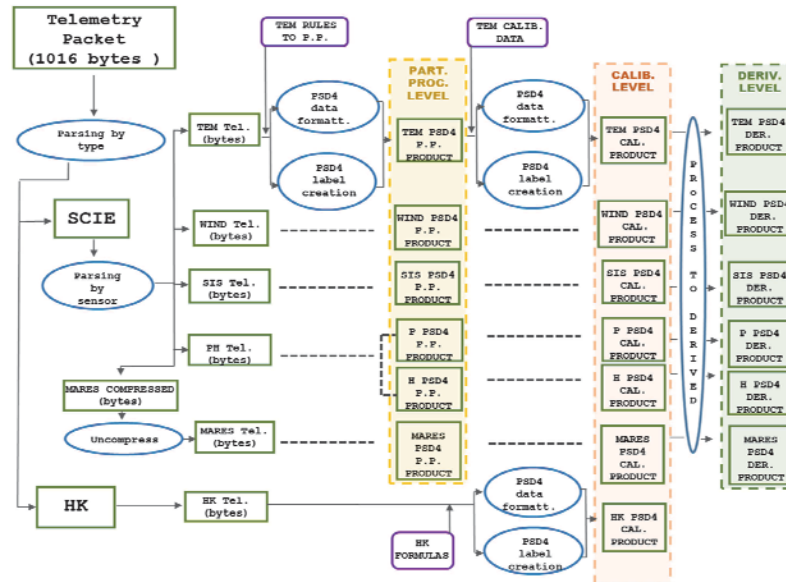 Telemetry
Packet
(1016 bytes )
TEM RULES
TO P.P.
TEM CALIB.
DATA
PART.
PROC.
LEVEL
CALIB.
LEVEL
DERIV.
LEVEL
Parsing by
type
TEM Tel.
(bytes)
PSD4
data
formatt.
PSD4
label
creation
TEM PSD4
P.P.
PRODUCT
PSD4
data
formatt.
PSD4
label
creation
TEM PSD4
CAL.
PRODUCT
PROCESS TO DERIVED
TEM PSD4
DER.
PRODUCT
SCIE
WIND Tel.
(bytes)
WIND PSD4
P.P.
PRODUCT
WIND PSD4
CAL.
PRODUCT
WIND PSD4
DER.
PRODUCT
Parsing by
sensor
SIS Tel.
(bytes)
SIS PSD4
P.P.
PRODUCT
SIS PSD4
CAL.
PRODUCT
SIS PSD4
DER.
PRODUCT
PH Tel.
(bytes)
P PSD4
P.P.
PRODUCT
P PSD4
CAL.
PRODUCT
P PSD4
DER.
PRODUCT
MARES COMPRESSED
(bytes)
H PSD4
P.P.
PRODUCT
H PSD4
CAL.
PRODUCT
H PSD4
DER.
PRODUCT
Uncompress
MARES Tel.
(bytes)
MARES
PSD4
P.P.
PRODUCT
MARES
PSD4
CAL.
PRODUCT
MARES
PSD4
DER.
PRODUCT
HK
HK Tel.
(bytes)
HK
FORMULAS
PSD4
data
formatt.
PSD4
label
creation
HK PSD4
CAL.
PRODUCT